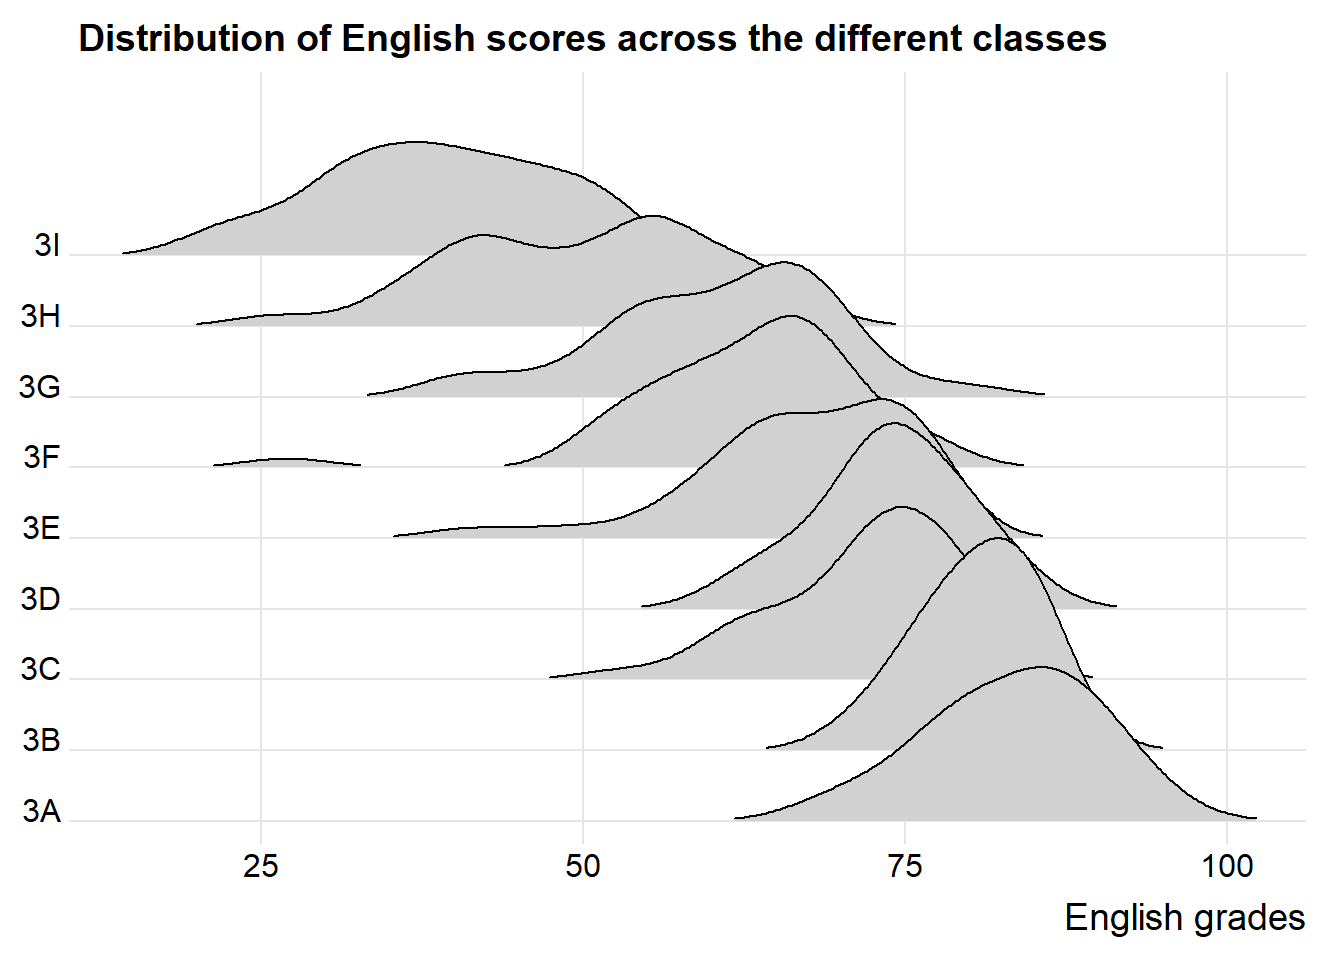 Distribution of English scores across the different classes
3I
3H
3G
3F
3E
3D
3C
3B
3A
25 50 75 100
English grades